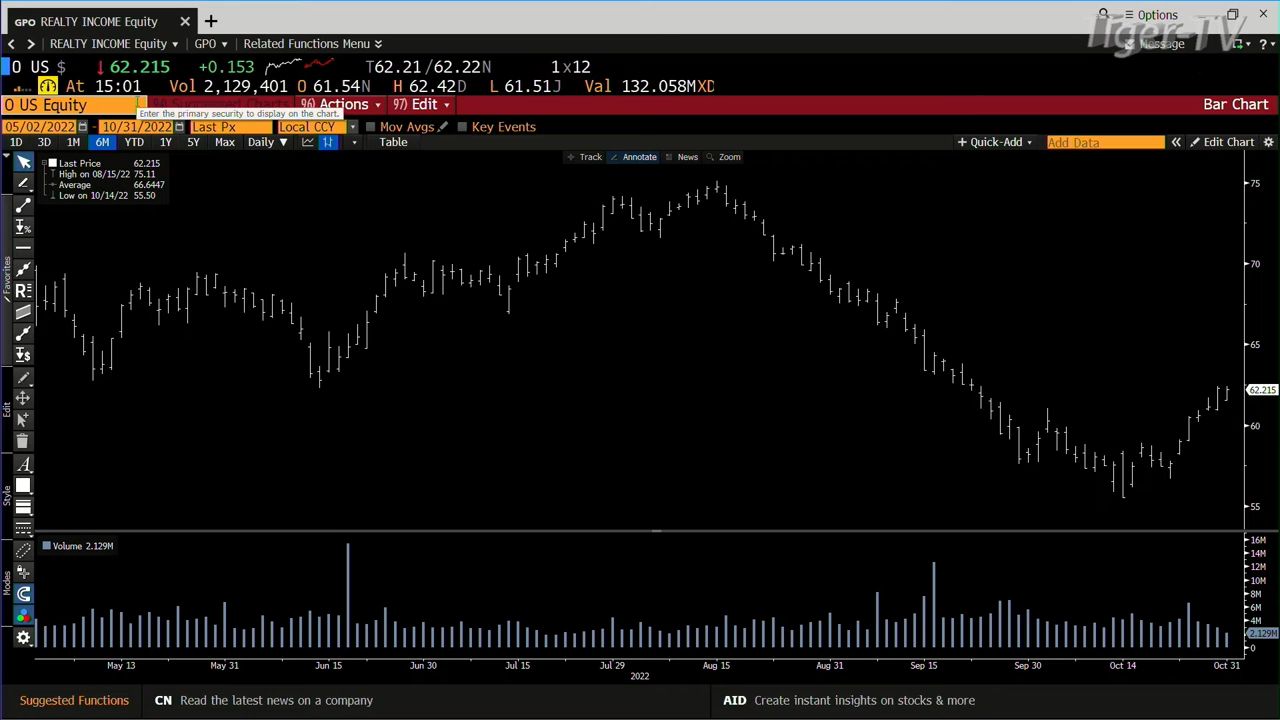 GPO REALTY INCOME Equity
Options
Tiger-TV
REALTY INCOME Equity GPO Related Functions Menu
Message
O US $ 62.215 +0.153 T62.21/62.22N 1x12
At 15:01 Vol 2,129,401 O 61.54N H 62.42D L 61.51J Val 132.058MXD
O US Equity 96) Suggested Charts 96) Actions 97) Edit Bar Chart
Enter the primary security to display on the chart.
05/02/2022 - 10/31/2022 Last Px Local CCY Mov Avgs Key Events
1D 3D 1M 6M YTD 1Y 5Y Max Daily Table + Quick-Add Add Data Edit Chart
Track Annotate News Zoom
Last Price 62.215
High on 08/15/22 75.11
Average 66.6447
Low on 10/14/22 55.50
75
70
65
62.215
60
55
Favorites
Edit
Style
Modes
Volume 2.129M
16M
14M
12M
10M
8M
6M
4M
2.129M
0
May 13 May 31 Jun 15 Jun 30 Jul 15 Jul 29 Aug 15 Aug 31 Sep 15 Sep 30 Oct 14 Oct 31
2022
Suggested Functions CN Read the latest news on a company AID Create instant insights on stocks & more